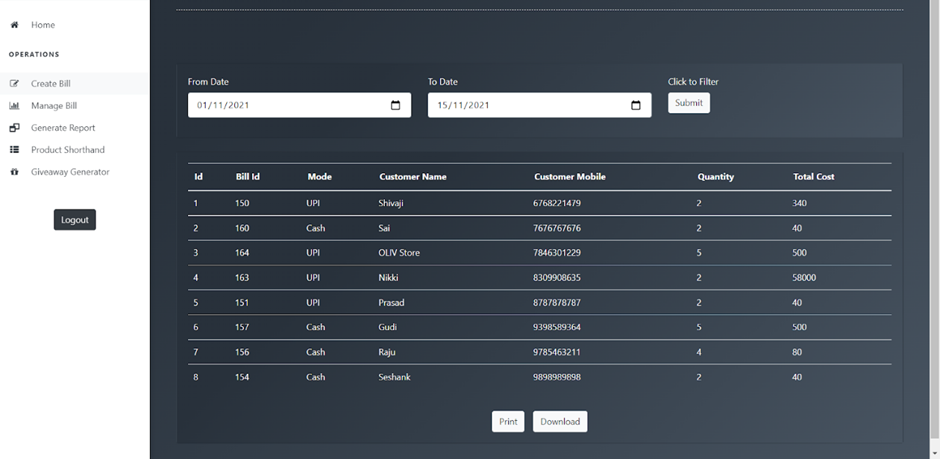 Home
OPERATIONS
Create Bill
Manage Bill
Generate Report
Product Shorthand
Giveaway Generator
Logout
From Date To Date Click to Filter
01/11/2021 15/11/2021 Submit
Id Bill Id Mode Customer Name Customer Mobile Quantity Total Cost
1 150 UPI Shivaji 6768221479 2 340
2 160 Cash Sai 7676767676 2 40
3 164 UPI OLIV Store 7846301229 5 500
4 163 UPI Nikki 8309908635 2 58000
5 151 UPI Prasad 8787878787 2 40
6 157 Cash Gudi 9398589364 5 500
7 156 Cash Raju 9785463211 4 80
8 154 Cash Seshank 9898989898 2 40
Print Download